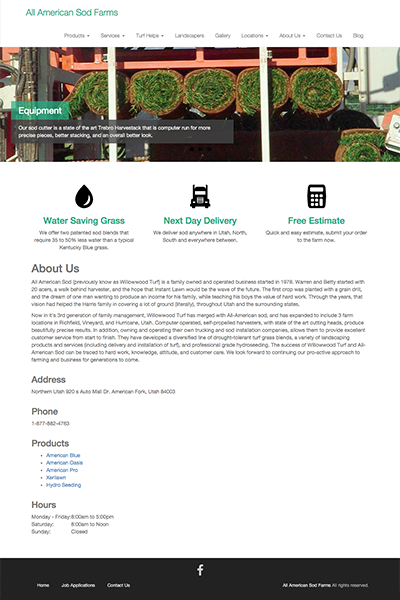 All American Sod Farms
Products Services Turf Helps Landscapers Gallery Locations About Us Contact Us Blog
Equipment
Our sod cutter is a state of the art Trebro Harvestack that is computer run for more
precise pieces, better stacking, and an overall better look.
Water Saving Grass
We offer two patented sod blends that
require 35 to 50% less water than a typical
Kentucky Blue grass.
Next Day Delivery
We deliver sod anywhere in Utah, North,
South and everywhere between.
Free Estimate
Quick and easy estimate, submit your order
to the farm now.
About Us
All American Sod (previously know as Willowwood Turf) is a family owned and operated business started in 1978. Warren and Betty started with
20 acers, a walk behind harvester, and the hope that Instant Lawn would be the wave of the future. The first crop was planted with a grain drill,
and the dream of one man wanting to produce an income for his family, while teaching his boys the value of hard work. Through the years, that
vision had helped the Harris family in covering a lot of ground (literally), throughout Utah and the surrounding states.
Now in it's 3rd generation of family management, Willowwood Turf has merged with All-American sod, and has expanded to include 3 farm
locations in Richfield, Vineyard, and Hurricane, Utah. Computer operated, self-propelled harvesters, with state of the art cutting heads, produce
beautifully precise results. In addition, owning and operating their own trucking and sod installation companies, allows them to provide excellent
customer service from start to finish. They have developed a diversified line of drought-tolerant turf grass blends, a variety of landscaping
products and services (including delivery and installation of turf), and professional grade hydroseeding. The success of Willowwood Turf and All-
American Sod can be traced to hard work, knowledge, attitude, and customer care. We look forward to continuing our pro-active approach to
farming and business for generations to come.
Address
Northern Utah 820 s Auto Mall Dr. American Fork, Utah 84003
Phone
1-877-882-4763
Products
American Blue
American Oasis
American Pro
Xerilawn
Hydro Seeding
Hours
Monday - Friday: 8:00am to 5:00pm
Saturday: 8:00am to Noon
Sunday: Closed
Home Job Applications Contact Us All American Sod Farms All rights reserved.